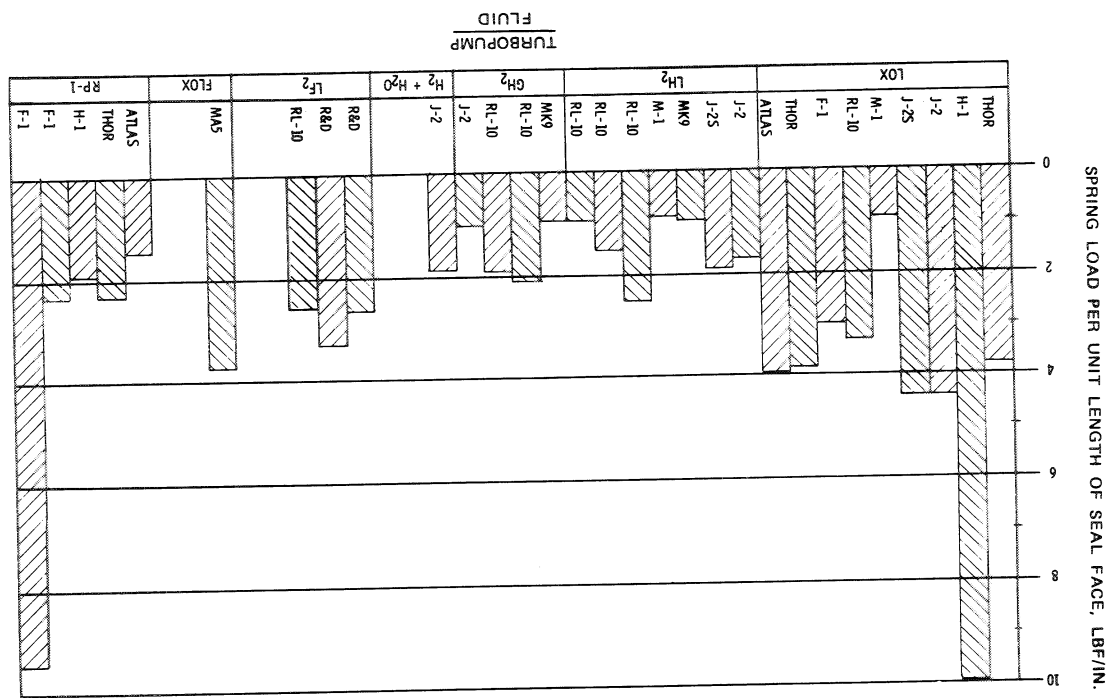 SPRING LOAD PER UNIT LENGTH OF SEAL FACE, LBF/IN.
10
8
6
4
2
0
THOR
H-1
J-2
J-2S
M-1
RL-10
F-1
THOR
ATLAS
J-2
J-2S
MK9
M-1
RL-10
RL-10
RL-10
MK9
RL-10
RL-10
J-2
J-2
R&D
R&D
RL-10
MA5
ATLAS
THOR
H-1
F-1
F-1
LOX
LH2
GH2
H2 + H2O
LF2
FLOX
RP-1
TURBOPUMP
FLUID